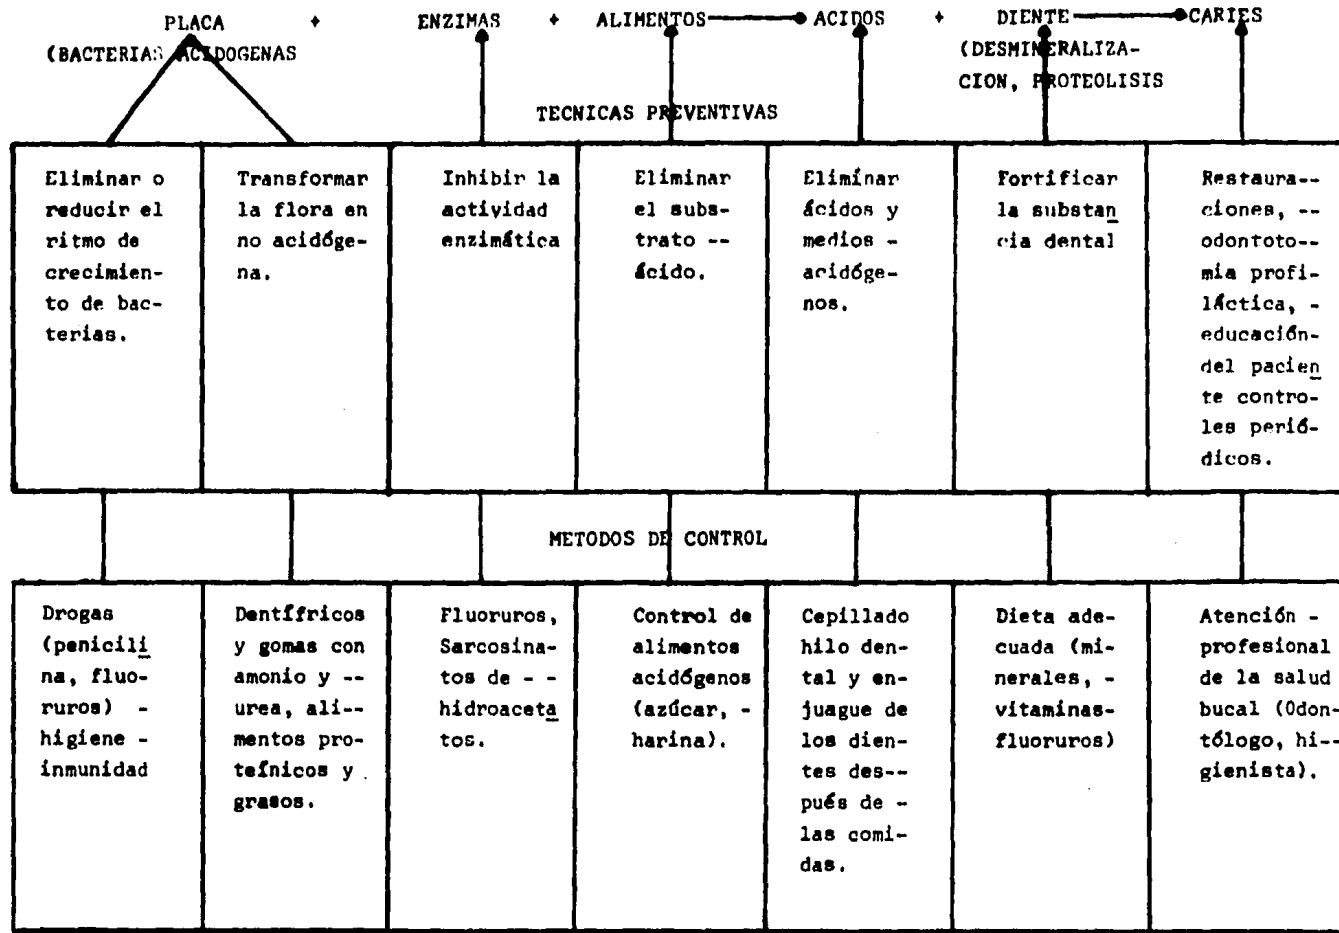 PLACA + ENZIMAS + ALIMENTOS ACIDOS + DIENTE CARIES
(BACTERIAS ACIDOGENAS
(DESMINERALIZA-
CION, PROTEOLISIS
TECNICAS PREVENTIVAS
Eliminar o
reducir el
ritmo de
crecimien-
to de bac-
terias.
Transformar
la flora en
no acidóge-
na.
Inhibir la
actividad
enzimática
Eliminar
el subs-
trato --
ácido.
Eliminar
ácidos y
medios -
acidóge-
nos.
Fortificar
la substan
cia dental
Restaura--
ciones, --
odontoto--
mia profi-
láctica, -
educación-
del pacien
te contro-
les perió-
dicos.
METODOS DE CONTROL
Drogas
(penicili
na, fluo-
ruros) -
higiene -
inmunidad
Dentífricos
y gomas con
amonio y --
urea, ali--
mentos pro-
teínicos y
grasos.
Fluoruros,
Sarcosina-
tos de - -
hidroaceta
tos.
Control de
alimentos
acidógenos
(azúcar, -
harina).
Cepillado
hilo den-
tal y en-
juague de
los dien-
tes des--
pués de -
las comi-
das.
Dieta ade-
cuada (mi-
nerales, -
vitaminas-
fluoruros)
Atención -
profesional
de la salud
bucal (Odon-
tólogo, hi--
gienista).